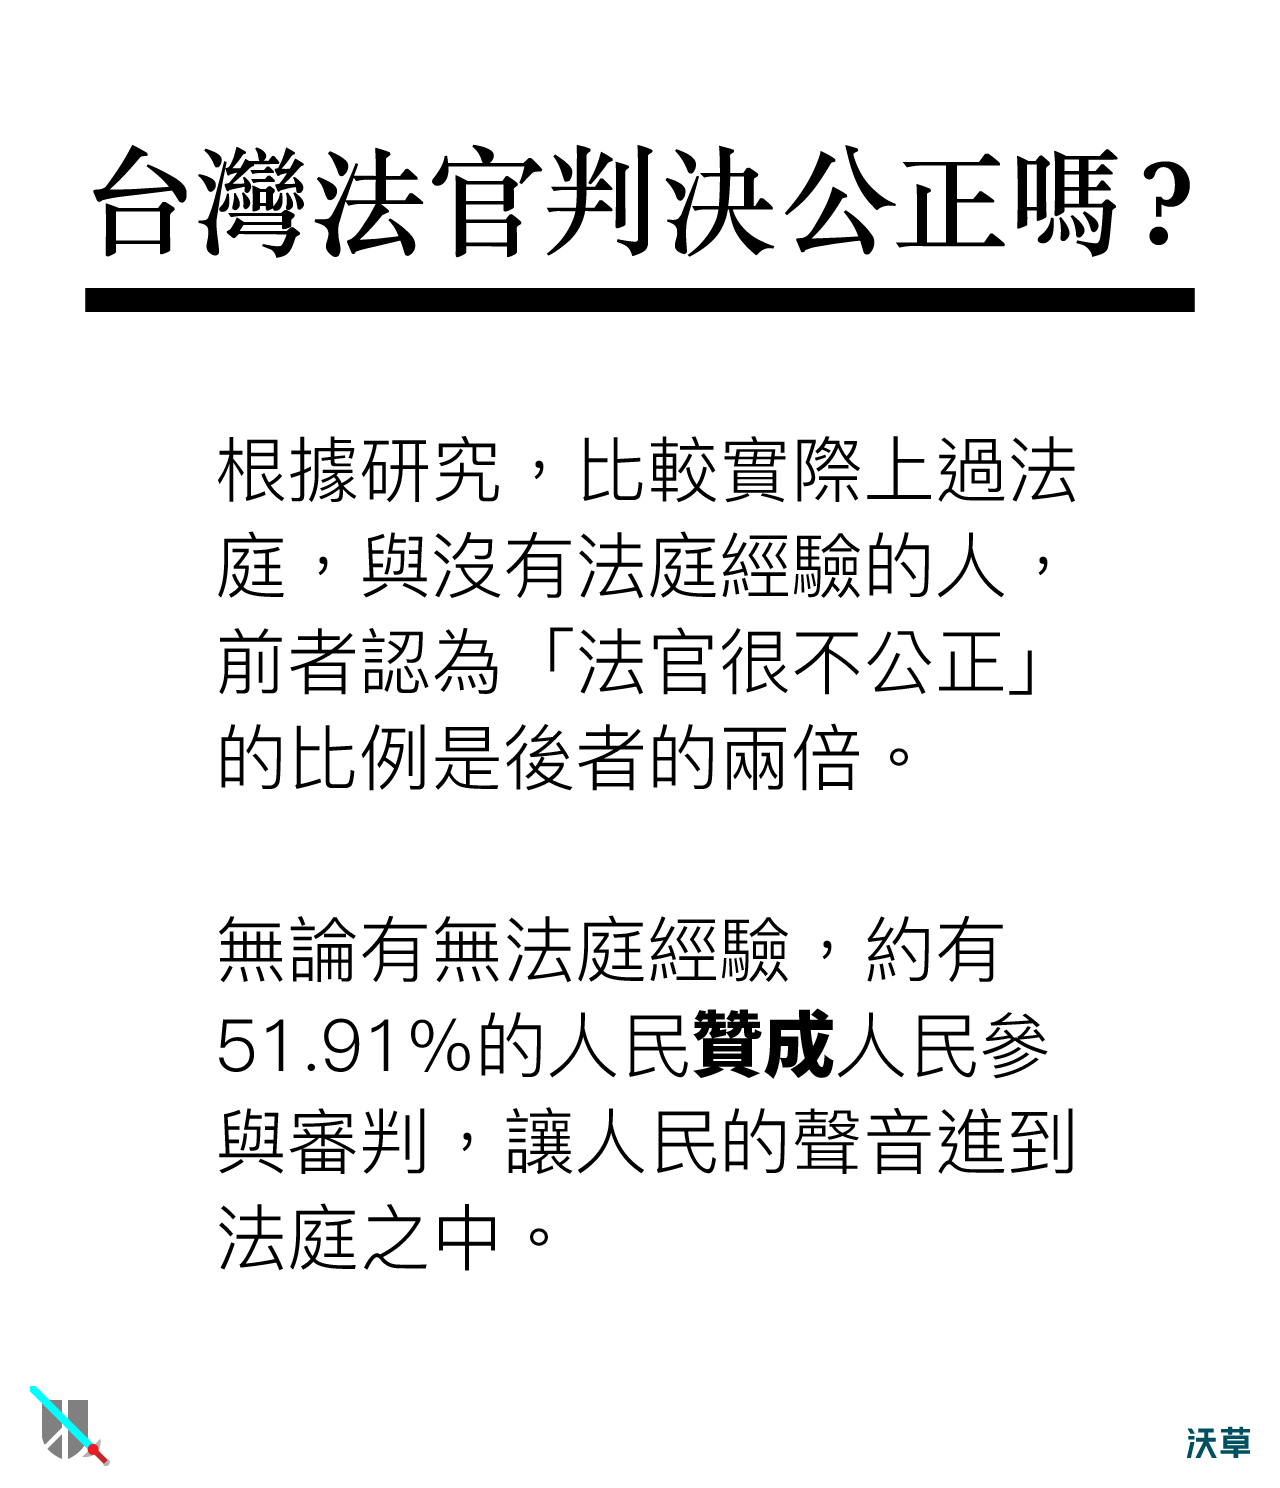 台灣法官判決公正嗎?
根據研究，比較實際上過法
庭，與沒有法庭經驗的人，
前者認為「法官很不公正」
的比例是後者的兩倍。
無論有無法庭經驗，約有
51.91%的人民贊成人民參
與審判，讓人民的聲音進到
法庭之中。
沃草